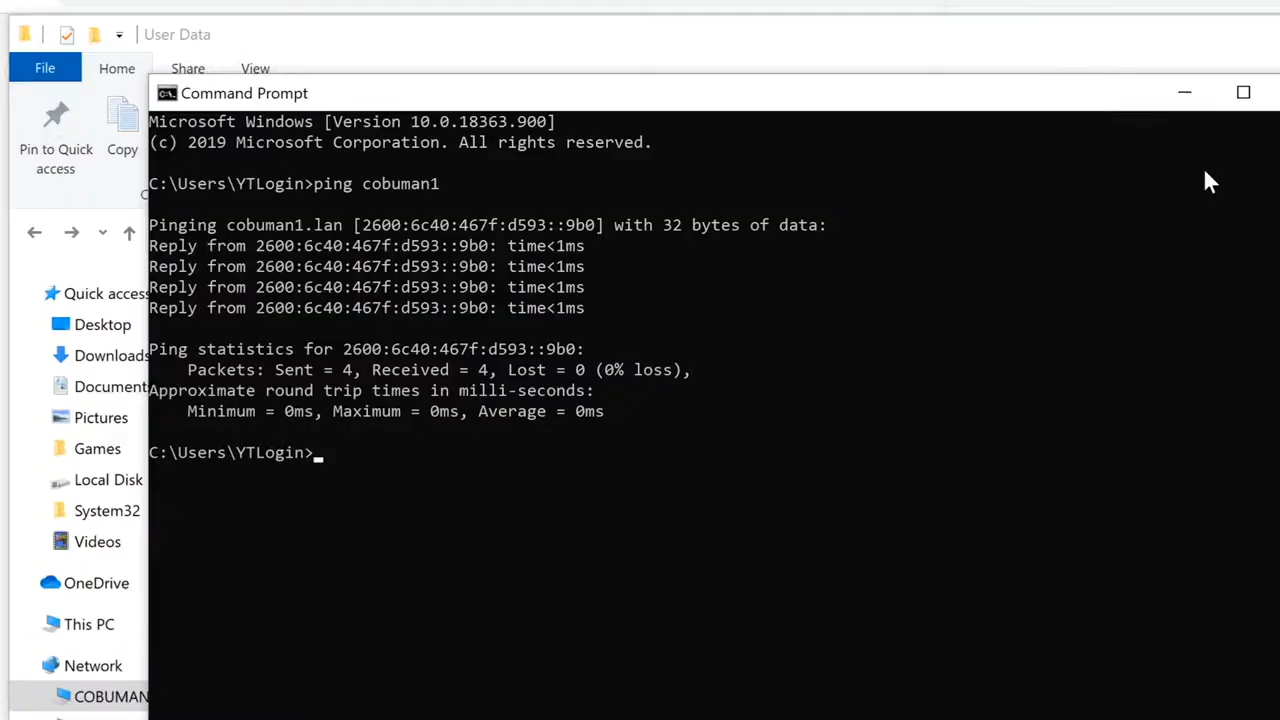 User Data
File Home Share View
Command Prompt
Pin to Quick access
Copy
Microsoft Windows [Version 10.0.18363.900]
(c) 2019 Microsoft Corporation. All rights reserved.
C:\Users\YTLogin>ping cobuman1
Pinging cobuman1.lan [2600:6c40:467f:d593::9b0] with 32 bytes of data:
Reply from 2600:6c40:467f:d593::9b0: time<1ms
Reply from 2600:6c40:467f:d593::9b0: time<1ms
Reply from 2600:6c40:467f:d593::9b0: time<1ms
Reply from 2600:6c40:467f:d593::9b0: time<1ms
Ping statistics for 2600:6c40:467f:d593::9b0:
Packets: Sent = 4, Received = 4, Lost = 0 (0% loss),
Approximate round trip times in milli-seconds:
Minimum = 0ms, Maximum = 0ms, Average = 0ms
C:\Users\YTLogin>
Quick access
Desktop
Downloads
Document
Pictures
Games
Local Disk
System32
Videos
OneDrive
This PC
Network
COBUMAN